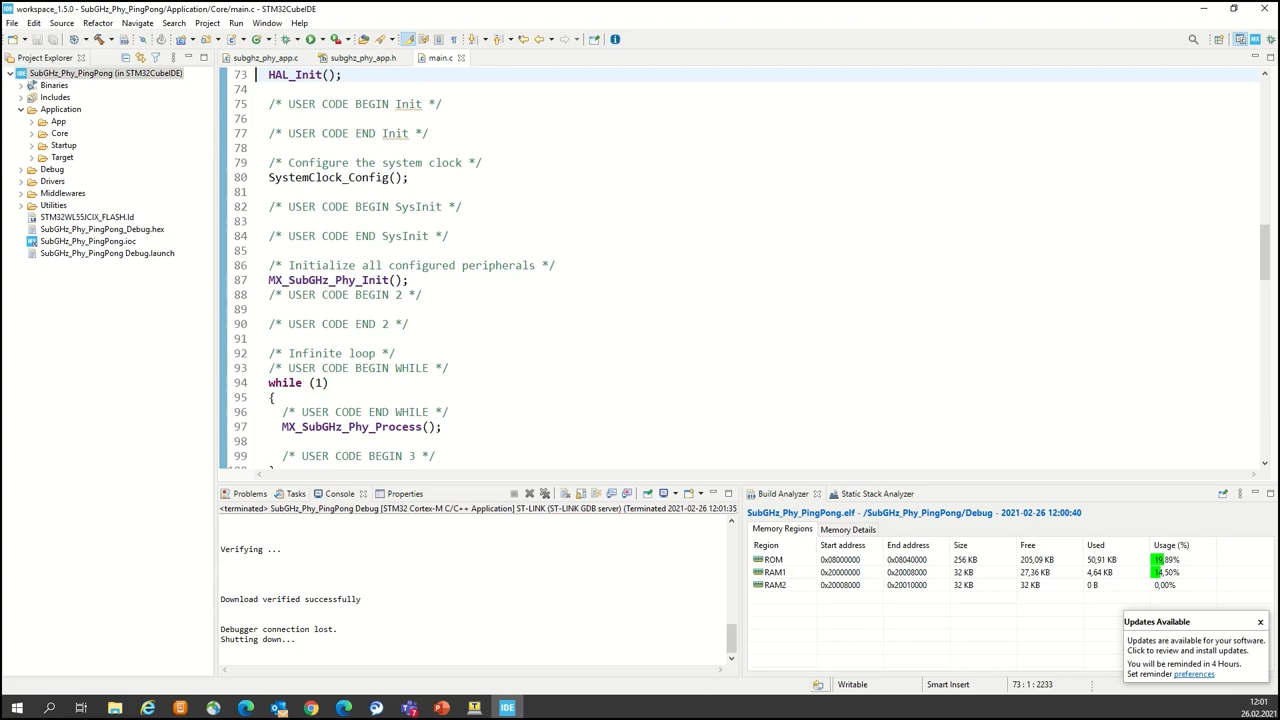 workspace_1.5.0 - SubGHz_Phy_PingPong/Application/Core/main.c - STM32CubeIDE
File Edit Source Refactor Navigate Search Project Run Window Help
Project Explorer
subghz_phy_app.c subghz_phy_app.h main.c
SubGHz_Phy_PingPong (in STM32CubeIDE)
Binaries
Includes
Application
App
Core
Startup
Target
Debug
Drivers
Middlewares
Utilities
STM32WL55JCIX_FLASH.ld
SubGHz_Phy_PingPong_Debug.hex
SubGHz_Phy_PingPong.ioc
SubGHz_Phy_PingPong Debug.launch
73 HAL_Init();
74
75 /* USER CODE BEGIN Init */
76
77 /* USER CODE END Init */
78
79 /* Configure the system clock */
80 SystemClock_Config();
81
82 /* USER CODE BEGIN SysInit */
83
84 /* USER CODE END SysInit */
85
86 /* Initialize all configured peripherals */
87 MX_SubGHz_Phy_Init();
88 /* USER CODE BEGIN 2 */
89
90 /* USER CODE END 2 */
91
92 /* Infinite loop */
93 /* USER CODE BEGIN WHILE */
94 while (1)
95 {
96 /* USER CODE END WHILE */
97 MX_SubGHz_Phy_Process();
98
99 /* USER CODE BEGIN 3 */
Problems Tasks Console Properties
<terminated> SubGHz_Phy_PingPong Debug [STM32 Cortex-M C/C++ Application] ST-LINK (ST-LINK GDB server) (Terminated 2021-02-26 12:01:35
Verifying ...
Download verified successfully
Debugger connection lost.
Shutting down...
Build Analyzer Static Stack Analyzer
SubGHz_Phy_PingPong.elf - /SubGHz_Phy_PingPong/Debug - 2021-02-26 12:00:40
Memory Regions Memory Details
Region Start address End address Size Free Used Usage (%)
ROM 0x08000000 0x08040000 256 KB 205,09 KB 50,91 KB 19,89%
RAM1 0x20000000 0x20008000 32 KB 27,36 KB 4,64 KB 14,50%
RAM2 0x20008000 0x20010000 32 KB 32 KB 0 B 0,00%
Updates Available
Updates are available for your software.
Click to review and install updates.
You will be reminded in 4 Hours.
Set reminder preferences
Writable Smart Insert 73 : 1 : 2233
IDE
12:01
26.02.2021